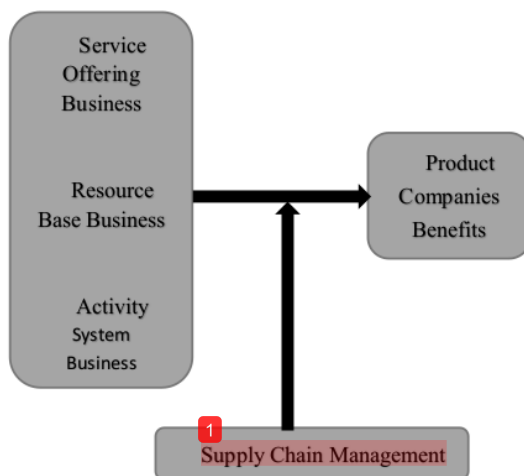 Service
Offering
Business
Resource
Base Business
Activity
System
Business
Product
Companies
Benefits
1
Supply Chain Management